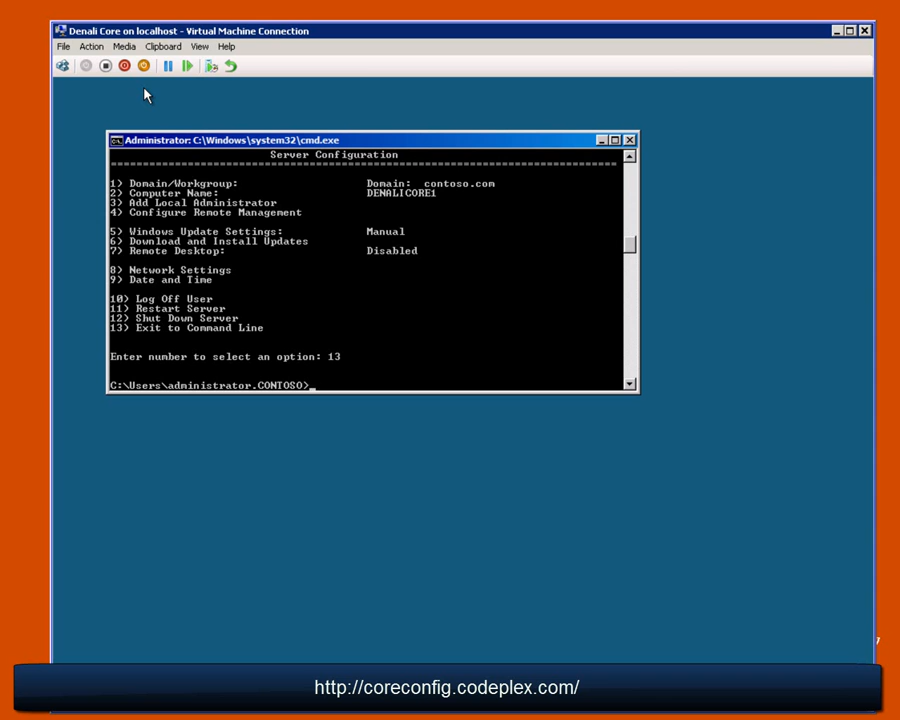 Denali Core on localhost - Virtual Machine Connection
File Action Media Clipboard View Help
Administrator: C:\Windows\system32\cmd.exe
Server Configuration
===============================================================================
1) Domain/Workgroup: Domain: contoso.com
2) Computer Name: DENALICORE1
3) Add Local Administrator
4) Configure Remote Management
5) Windows Update Settings: Manual
6) Download and Install Updates
7) Remote Desktop: Disabled
8) Network Settings
9) Date and Time
10) Log Off User
11) Restart Server
12) Shut Down Server
13) Exit to Command Line
Enter number to select an option: 13
C:\Users\administrator.CONTOSO>_
7
http://coreconfig.codeplex.com/